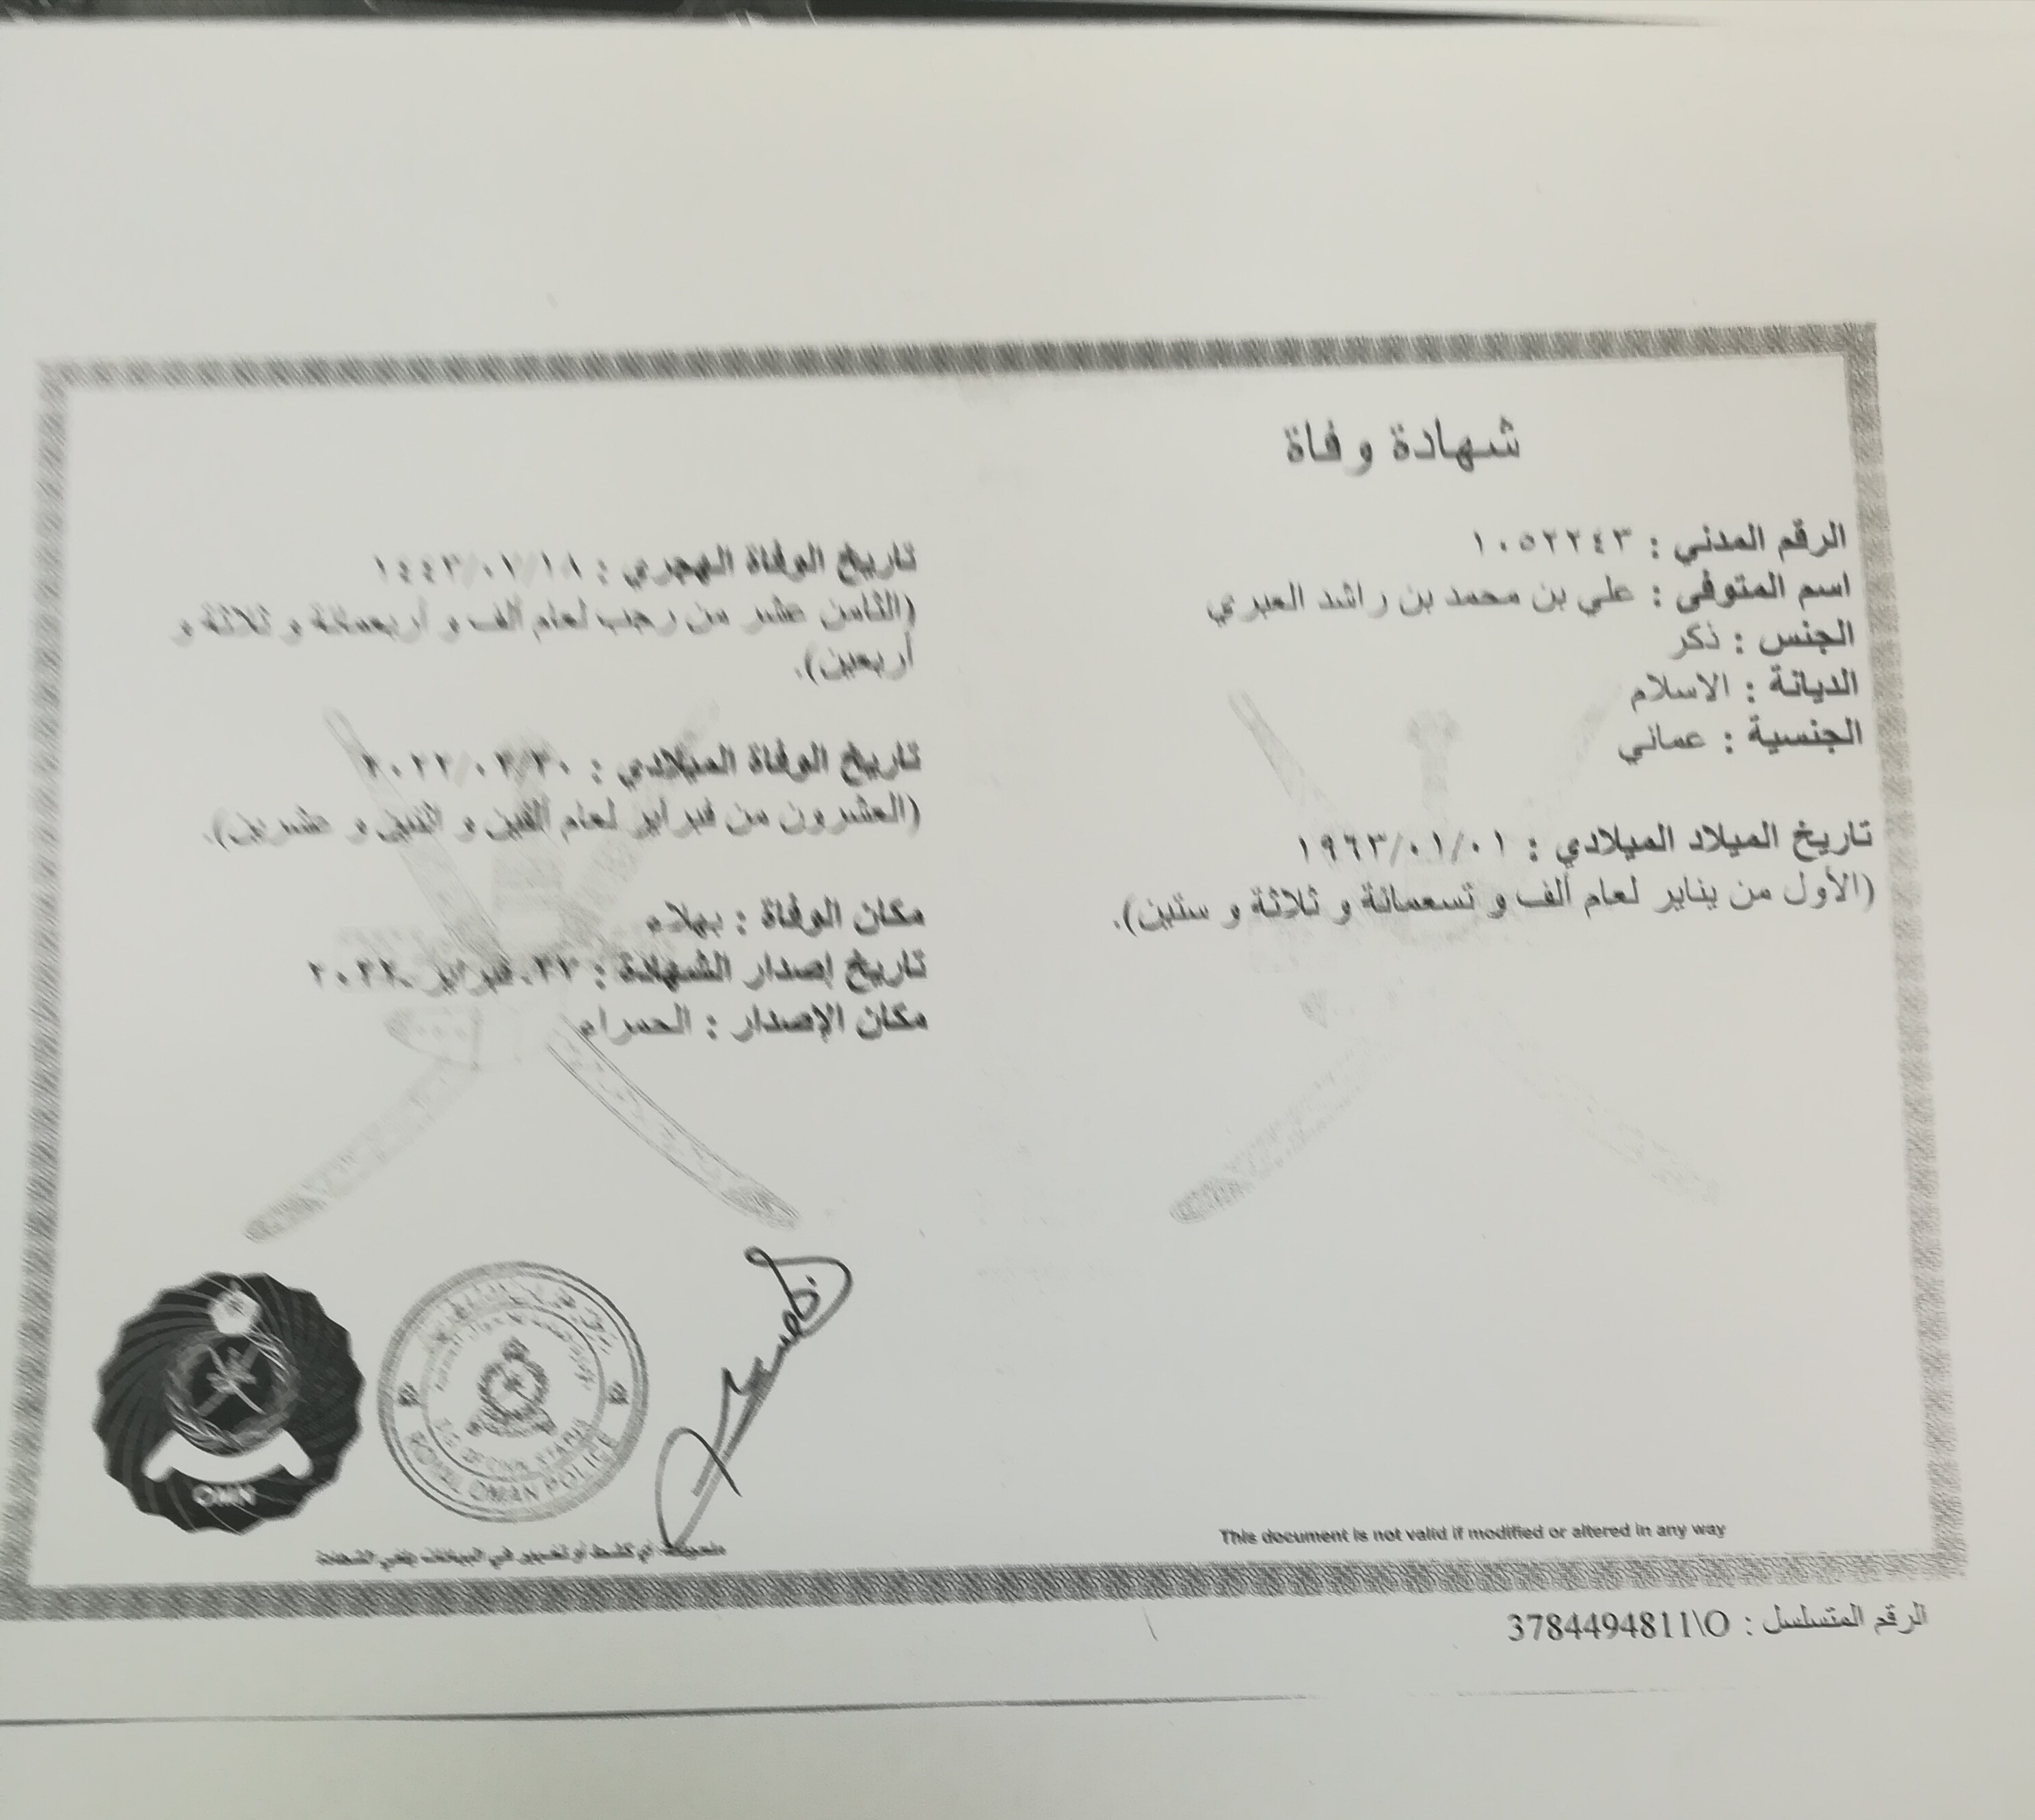 شهادة وفاة
الرقم المدني : ١٠٥٢٢٤٣
اسم المتوفى : علي بن محمد بن راشد العبري
الجنس : ذكر
الديانة : الاسلام
الجنسية : عماني
تاريخ الميلاد الميلادي : ١٩٦٣/٠١/٠١
(الأول من يناير لعام ألف و تسعمائة و ثلاثة و ستين).
تاريخ الوفاة الهجري :
(الثامن عشر من رجب لعام ألف و أربعمائة و ثلاثة و
أربعين).
تاريخ الوفاة الميلادي : ٢٠٢٢/٠٢/٢٠
(العشرون من فبراير لعام ألفين و اثنين و عشرين).
مكان الوفاة : بهلاء
تاريخ إصدار الشهادة : فبراير-٢٠٢٢
مكان الإصدار : الحمراء
OMN
ROYAL OMAN POLICE
أي كشط أو تغيير في البيانات يلغي الشهادة
This document is not valid if modified or altered in any way
الرقم المتسلسل : 3784494811\O